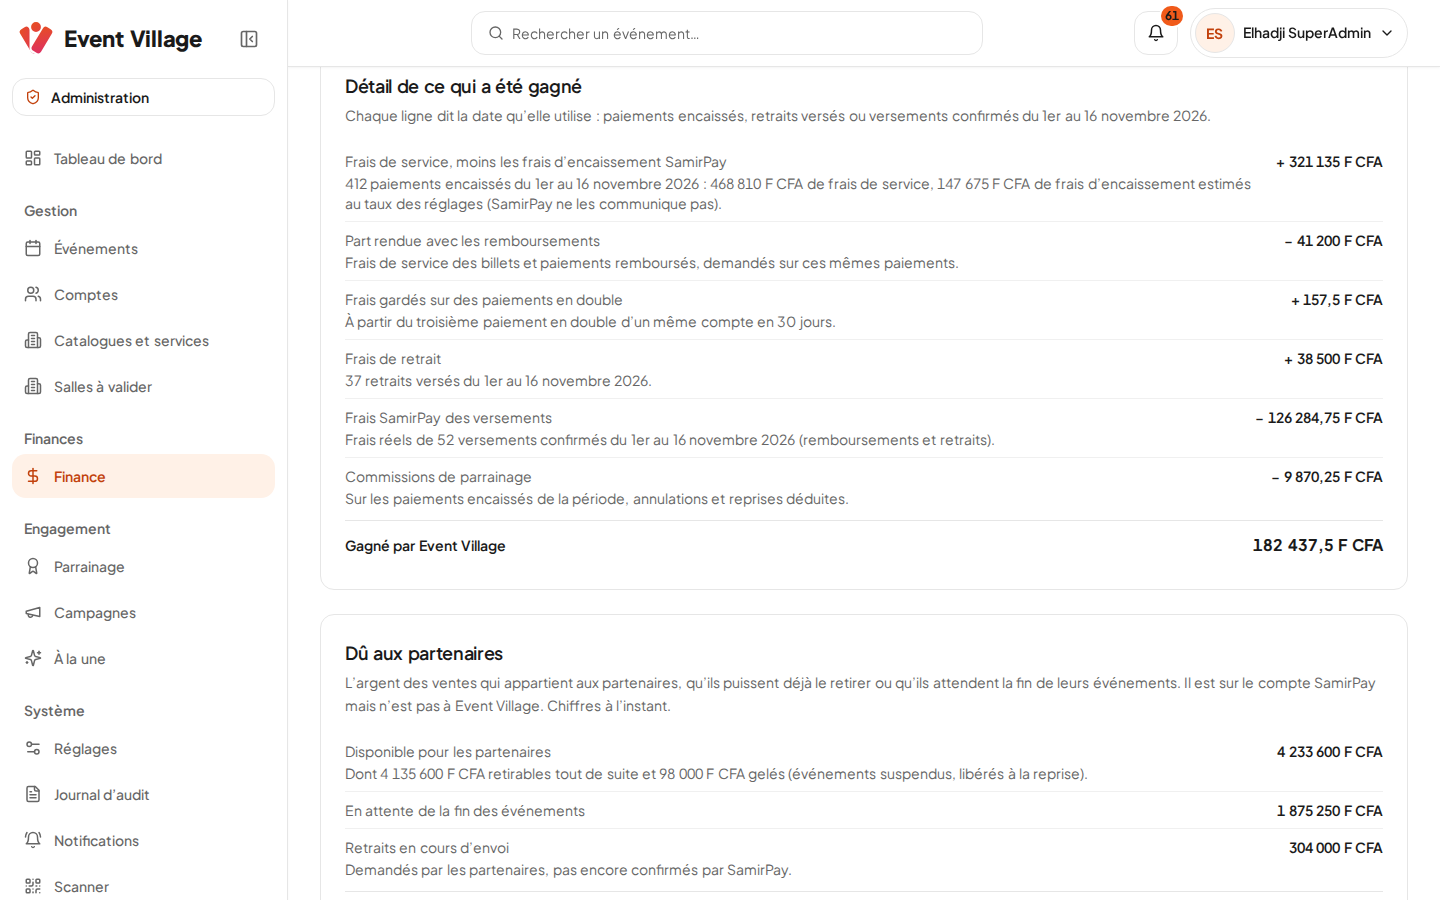 Event Village
Rechercher un événement...
61
ES
Elhadji SuperAdmin
Administration
Tableau de bord
Gestion
Événements
Comptes
Catalogues et services
Salles à valider
Finances
Finance
Engagement
Parrainage
Campagnes
À la une
Système
Réglages
Journal d'audit
Notifications
Scanner
Détail de ce qui a été gagné
Chaque ligne dit la date qu'elle utilise : paiements encaissés, retraits versés ou versements confirmés du 1er au 16 novembre 2026.
Frais de service, moins les frais d'encaissement SamirPay
+ 321 135 F CFA
412 paiements encaissés du 1er au 16 novembre 2026 : 468 810 F CFA de frais de service, 147 675 F CFA de frais d'encaissement estimés
au taux des réglages (SamirPay ne les communique pas).
Part rendue avec les remboursements
− 41 200 F CFA
Frais de service des billets et paiements remboursés, demandés sur ces mêmes paiements.
Frais gardés sur des paiements en double
+ 157,5 F CFA
À partir du troisième paiement en double d'un même compte en 30 jours.
Frais de retrait
+ 38 500 F CFA
37 retraits versés du 1er au 16 novembre 2026.
Frais SamirPay des versements
− 126 284,75 F CFA
Frais réels de 52 versements confirmés du 1er au 16 novembre 2026 (remboursements et retraits).
Commissions de parrainage
− 9 870,25 F CFA
Sur les paiements encaissés de la période, annulations et reprises déduites.
Gagné par Event Village
182 437,5 F CFA
Dû aux partenaires
L'argent des ventes qui appartient aux partenaires, qu'ils puissent déjà le retirer ou qu'ils attendent la fin de leurs événements. Il est sur le compte SamirPay
mais n'est pas à Event Village. Chiffres à l'instant.
Disponible pour les partenaires
4 233 600 F CFA
Dont 4 135 600 F CFA retirables tout de suite et 98 000 F CFA gelés (événements suspendus, libérés à la reprise).
En attente de la fin des événements
1 875 250 F CFA
Retraits en cours d'envoi
304 000 F CFA
Demandés par les partenaires, pas encore confirmés par SamirPay.